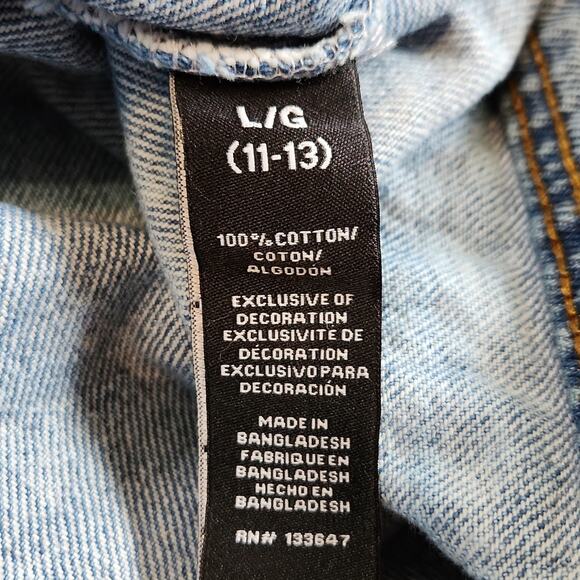 L/G
(11-13)
100% COTTON/
COTON/
ALGODÓN
EXCLUSIVE OF
DECORATION
EXCLUSIVITE DE
DÉCORATION
EXCLUSIVO PARA
DECORACIÓN
MADE IN
BANGLADESH
FABRIQUE EN
BANGLADESH
HECHO EN
BANGLADESH
RN# 133647